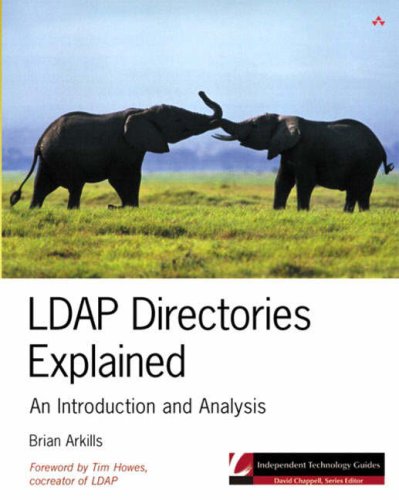 LDAP Directories
Explained
An Introduction and Analysis
Brian Arkills
Foreword by Tim Howes,
cocreator of LDAP
Independent Technology Guides
David Chappell, Series Editor